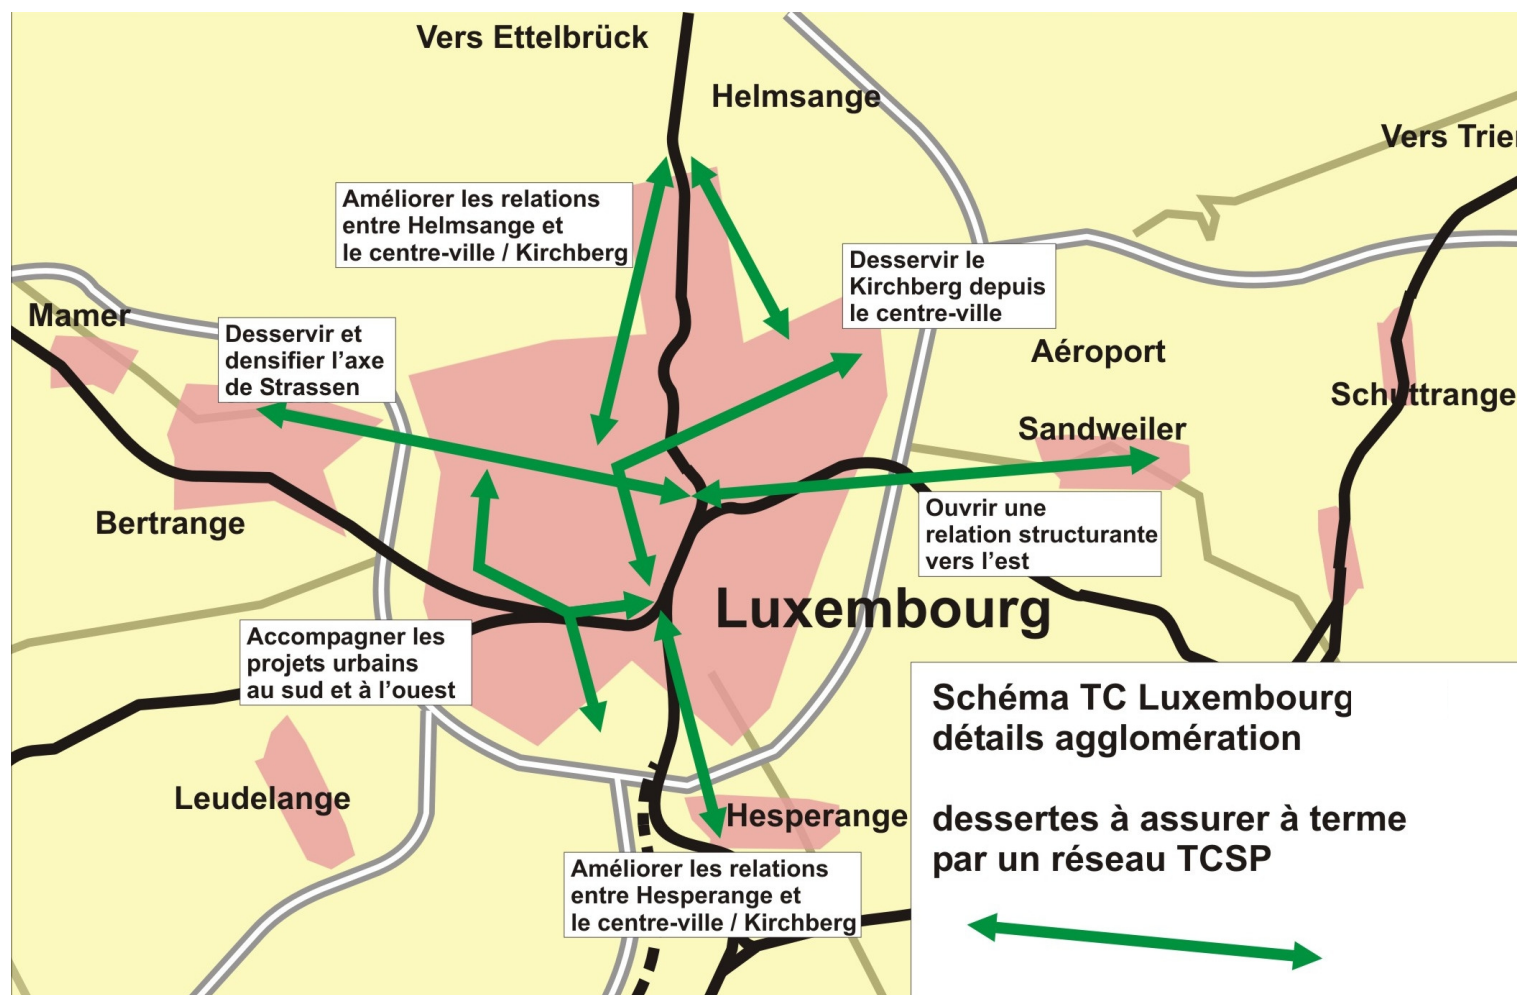 Vers Ettelbrück
Helmsange
Vers Trier
Améliorer les relations
entre Helmsange et
le centre-ville / Kirchberg
Desservir le
Kirchberg depuis
le centre-ville
Mamer
Desservir et
densifier l'axe
de Strassen
Aéroport
Schuttrange
Sandweiler
Bertrange
Ouvrir une
relation structurante
vers l'est
Luxembourg
Accompagner les
projets urbains
au sud et à l'ouest
Leudelange
Hesperange
Améliorer les relations
entre Hesperange et
le centre-ville / Kirchberg
Schéma TC Luxembourg
détails agglomération
dessertes à assurer à terme
par un réseau TCSP